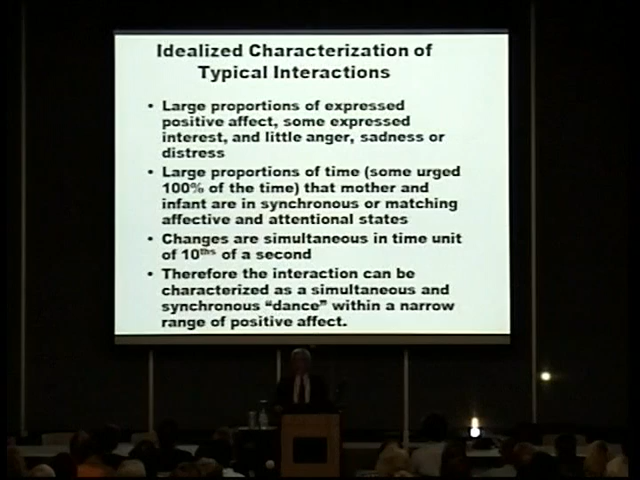 Idealized Characterization of
Typical Interactions
• Large proportions of expressed
positive affect, some expressed
interest, and little anger, sadness or
distress
• Large proportions of time (some urged
100% of the time) that mother and
infant are in synchronous or matching
affective and attentional states
• Changes are simultaneous in time unit
of 10ths of a second
• Therefore the interaction can be
characterized as a simultaneous and
synchronous “dance” within a narrow
range of positive affect.